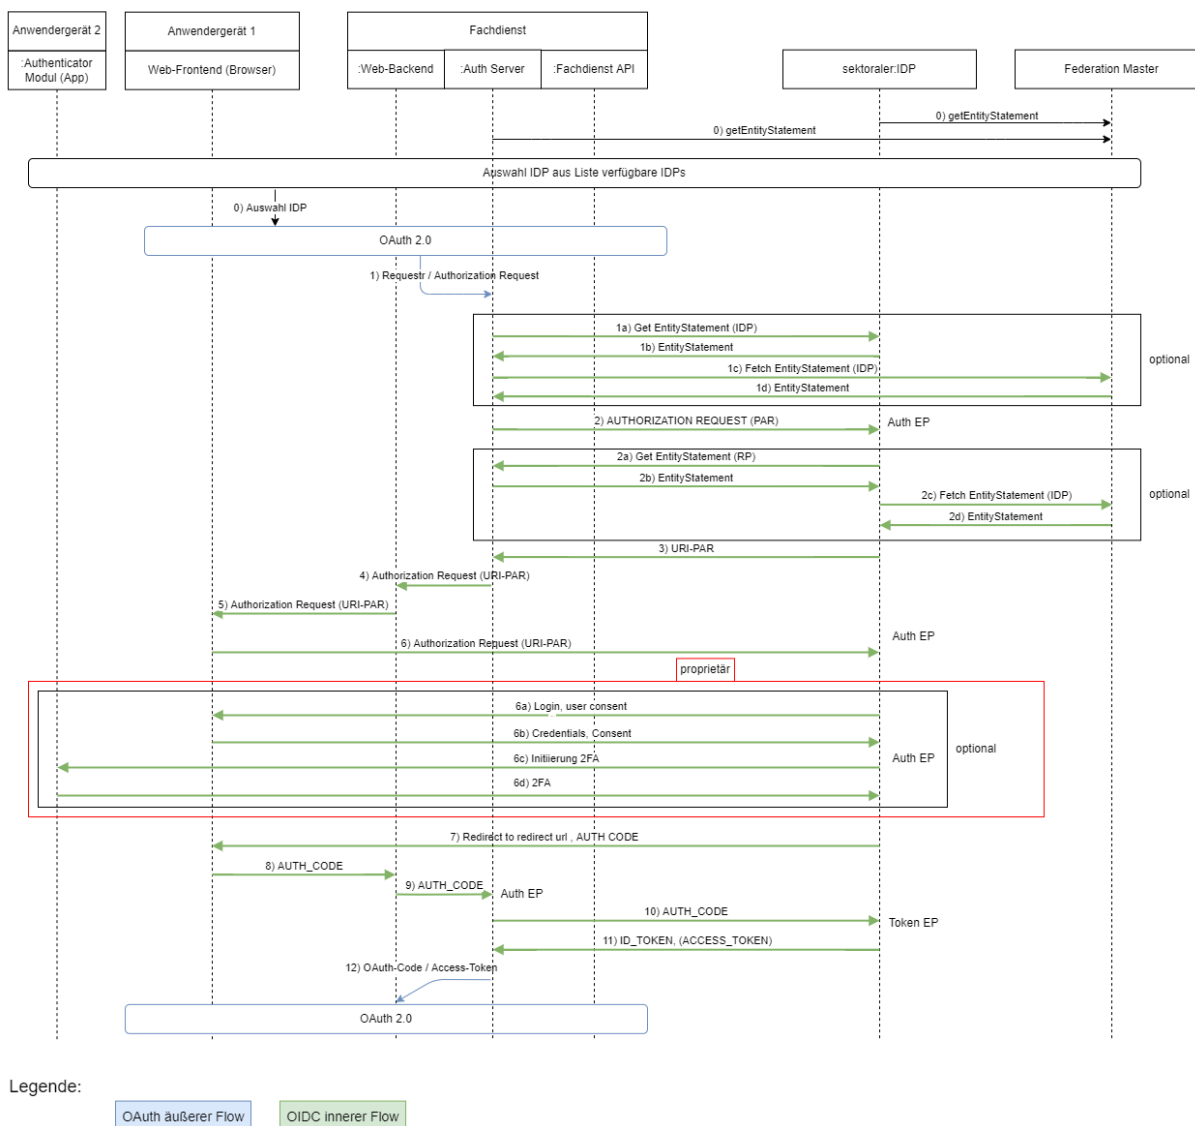 Anwendergerät 2
Anwendergerät 1
Fachdienst
:Authenticator
Modul (App)
Web-Frontend (Browser)
:Web-Backend
:Auth Server
:Fachdienst API
sektoraler:IDP
Federation Master
0) getEntityStatement
0) getEntityStatement
Auswahl IDP aus Liste verfügbare IDPs
0) Auswahl IDP
OAuth 2.0
1) Requestr / Authorization Request
1a) Get EntityStatement (IDP)
1b) EntityStatement
optional
1c) Fetch EntityStatement (IDP)
1d) EntityStatement
2) AUTHORIZATION REQUEST (PAR)
Auth EP
2a) Get EntityStatement (RP)
2b) EntityStatement
optional
2c) Fetch EntityStatement (IDP)
2d) EntityStatement
3) URI-PAR
4) Authorization Request (URI-PAR)
5) Authorization Request (URI-PAR)
Auth EP
6) Authorization Request (URI-PAR)
proprietär
6a) Login, user consent
6b) Credentials, Consent
optional
6c) Initiierung 2FA
Auth EP
6d) 2FA
7) Redirect to redirect url , AUTH CODE
8) AUTH_CODE
9) AUTH_CODE
Auth EP
10) AUTH_CODE
Token EP
11) ID_TOKEN, (ACCESS_TOKEN)
12) OAuth-Code / Access-Token
OAuth 2.0
Legende:
OAuth äußerer Flow
OIDC innerer Flow